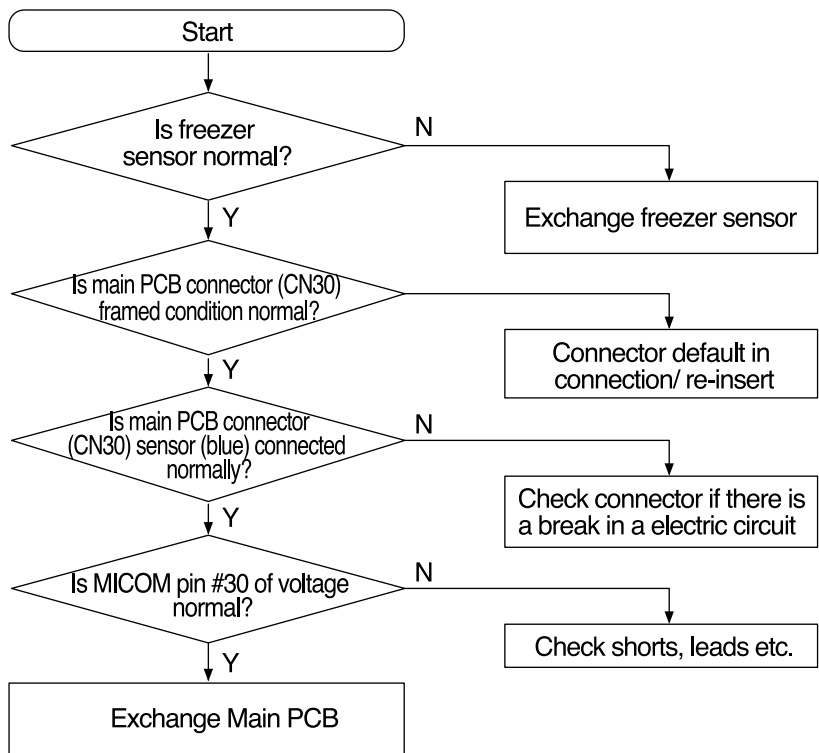 Start
Is freezer
sensor normal?
N
Exchange freezer sensor
Y
Is main PCB connector (CN30)
framed condition normal?
Connector default in
connection/ re-insert
Y
Is main PCB connector
(CN30) sensor (blue) connected
normally?
N
Check connector if there is
a break in a electric circuit
Y
Is MICOM pin #30 of voltage
normal?
N
Check shorts, leads etc.
Y
Exchange Main PCB